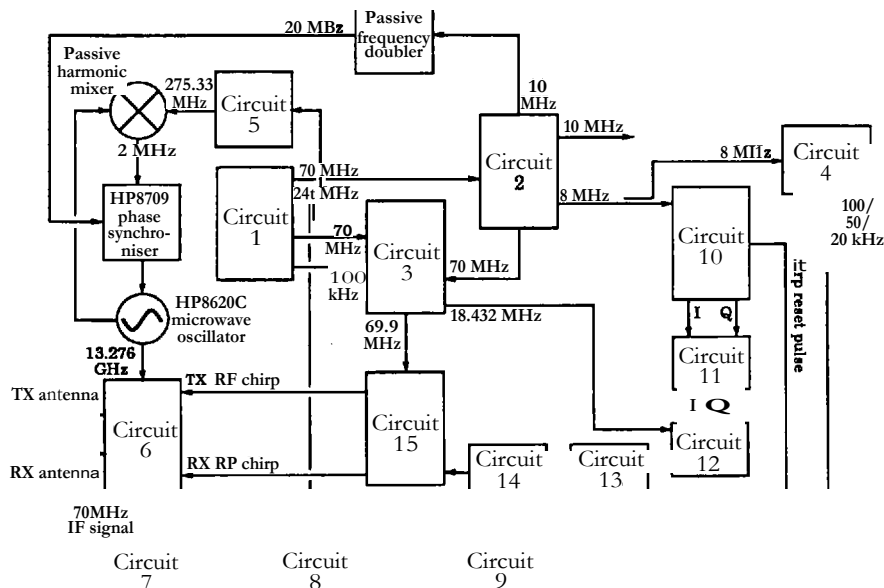 Passive
frequency
doubler
20 MBz
Passive
harmonic
mixer
275.33
MHz
Circuit
5
10
MHz
10 MHz
Circuit
2
8 MHz
8 MHz
Circuit
4
2 MHz
70 MHz
24t MHz
HP8709
phase
synchro-
niser
Circuit
1
70
MHz
100
kHz
Circuit
3
70 MHz
Circuit
10
100/
50/
20 kHz
HP8620C
microwave
oscillator
69.9
MHz
18.432 MHz
I Q
reset pulse
13.276
GHz
TX RF chirp
TX antenna
Circuit
6
Circuit
15
Circuit
11
I Q
RX antenna
RX RP chirp
Circuit
14
Circuit
13
Circuit
12
70MHz
IF signal
Circuit
7
Circuit
8
Circuit
9